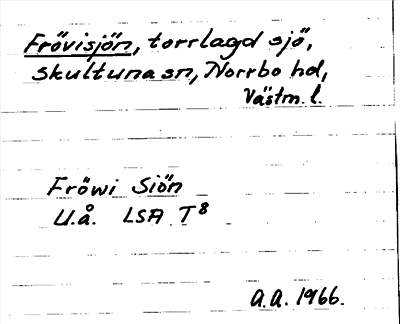 Frövisjön, torrlagd sjö,
Skultuna sn, Norrbo hd,
Västm. l.
Fröwi Siön
U.å. LSA T8
A.A. 1966.